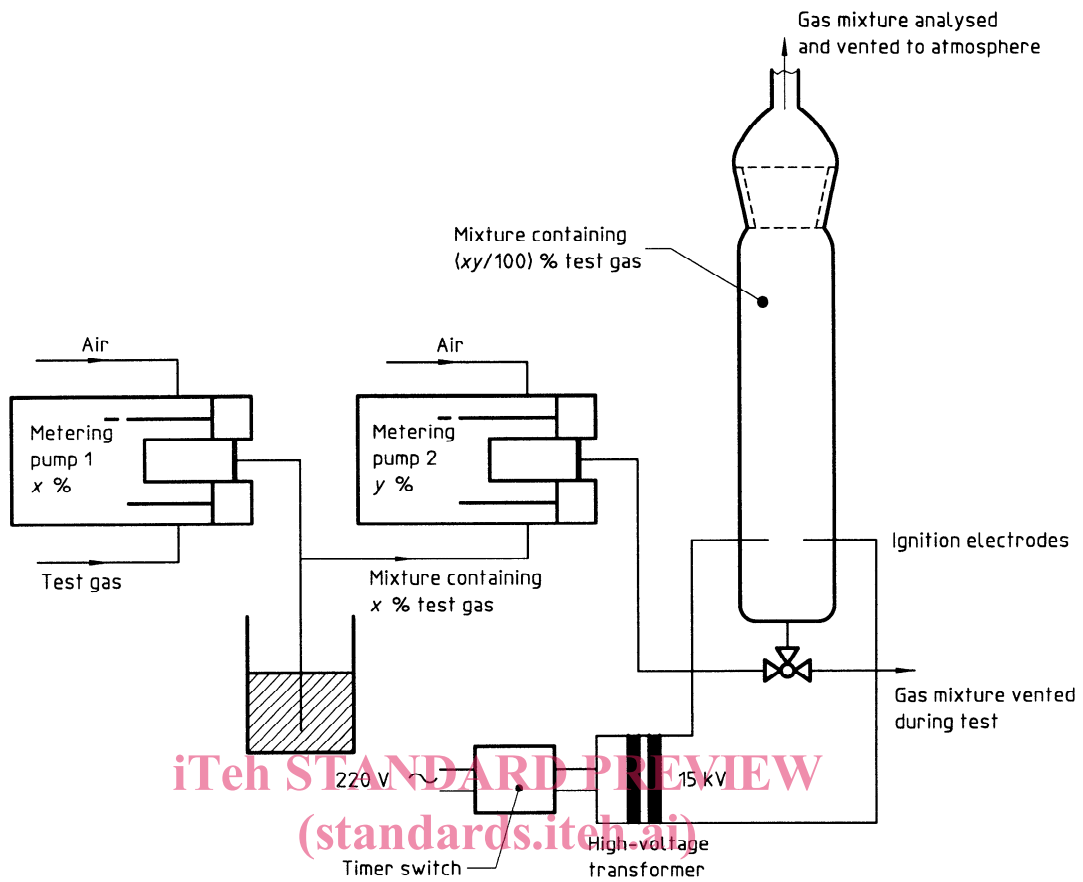 Gas mixture analysed
and vented to atmosphere
Mixture containing
(xy/100) % test gas
Air
Air
Metering
pump 1
x %
Metering
pump 2
y %
Ignition electrodes
Test gas
Mixture containing
x % test gas
Gas mixture vented
during test
iTeh STANDARD PREVIEW
220 V
15 kV
(standards.iteh.ai)
High-voltage
transformer
Timer switch